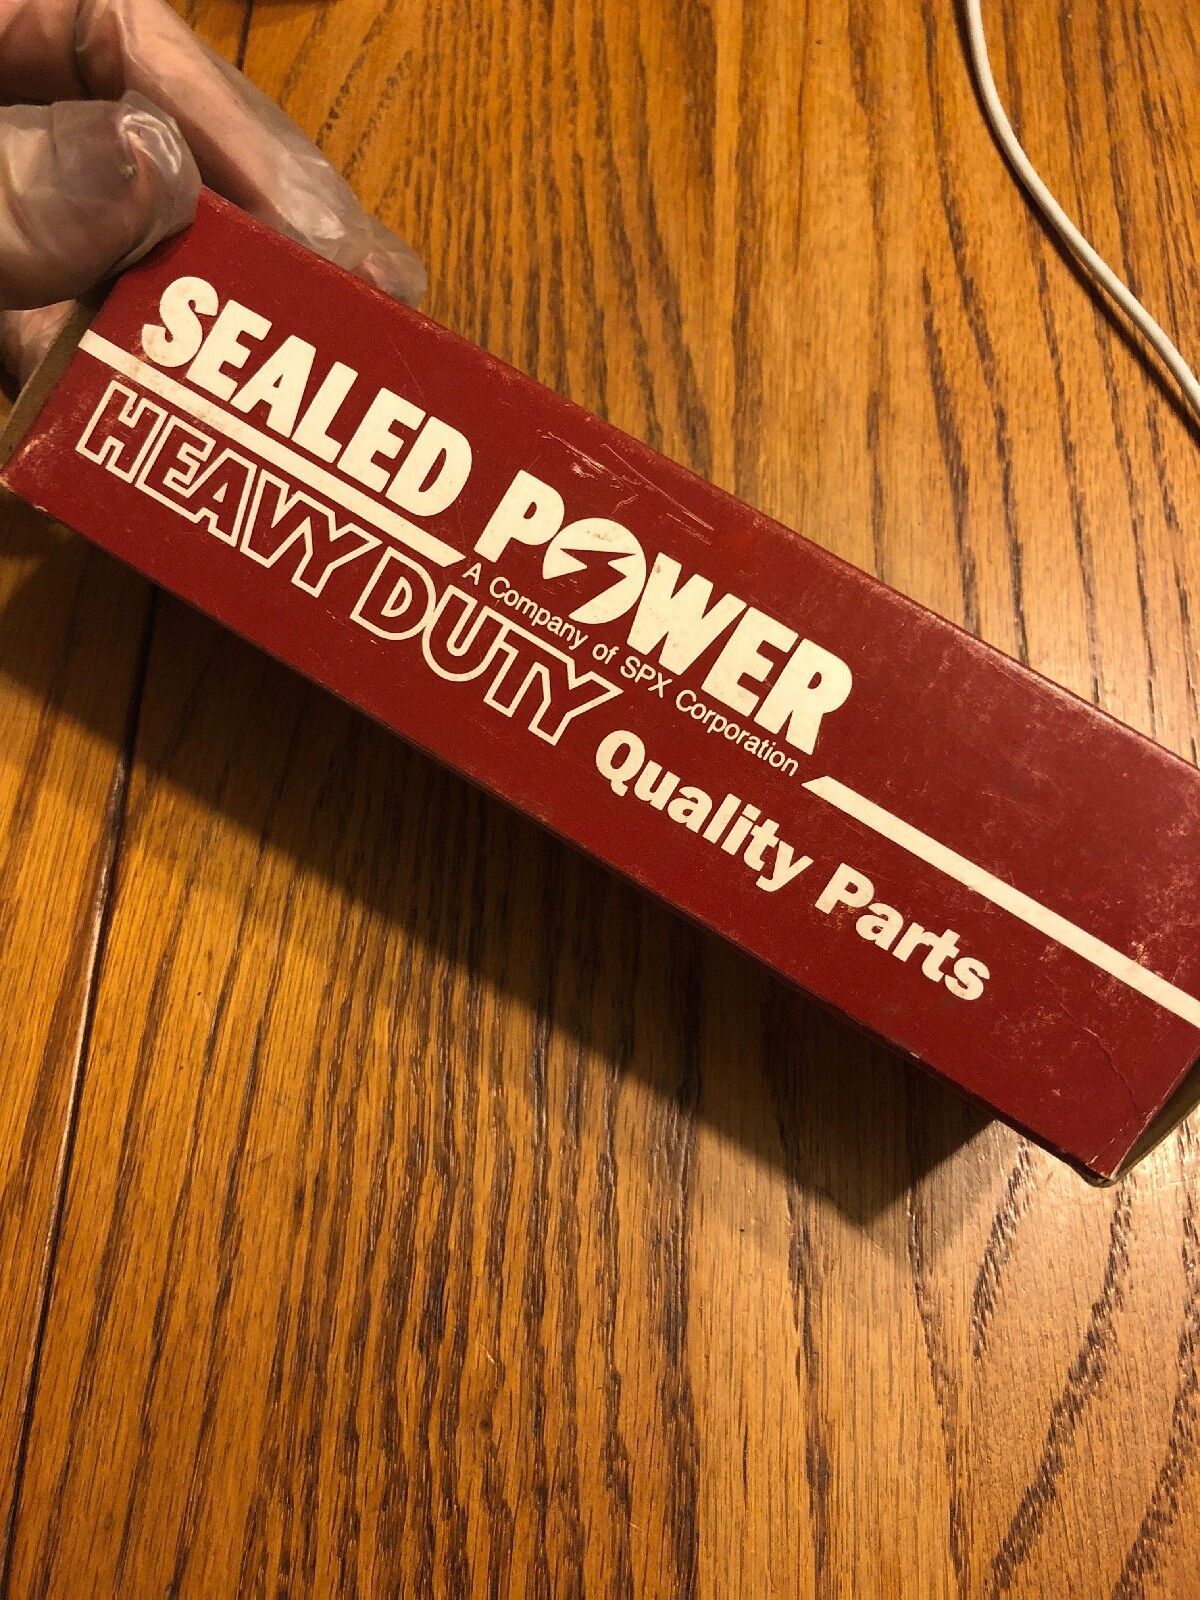 SEALED POWER
A Company of SPX Corporation
HEAVY DUTY Quality Parts